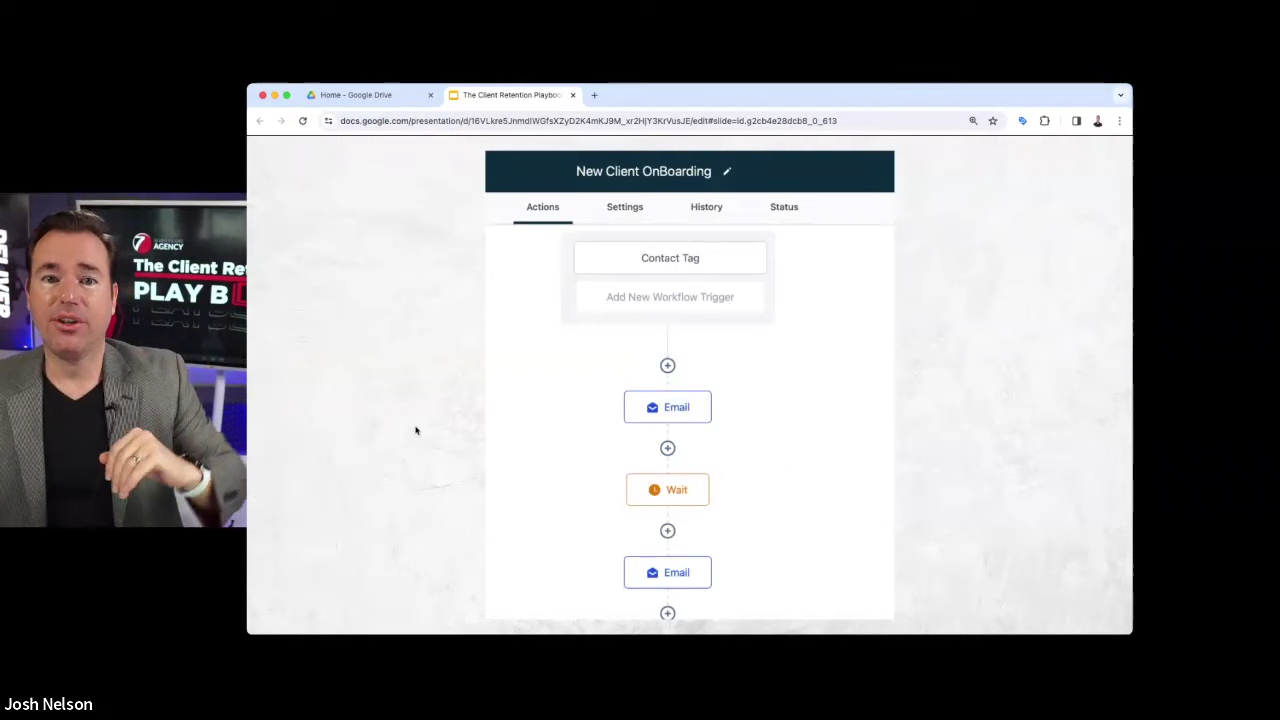 Home - Google Drive
The Client Retention Playboo
docs.google.com/presentation/d/16VLkre5JnmdIWGfsXZyD2K4mKJ9M_xr2HjY3KrVusJE/edit#slide=id.g2cb4e28dcb8_0_613
New Client OnBoarding
Actions
Settings
History
Status
Contact Tag
Add New Workflow Trigger
Email
Wait
Email
7
AGENCY
The Client Re
PLAY B
Josh Nelson